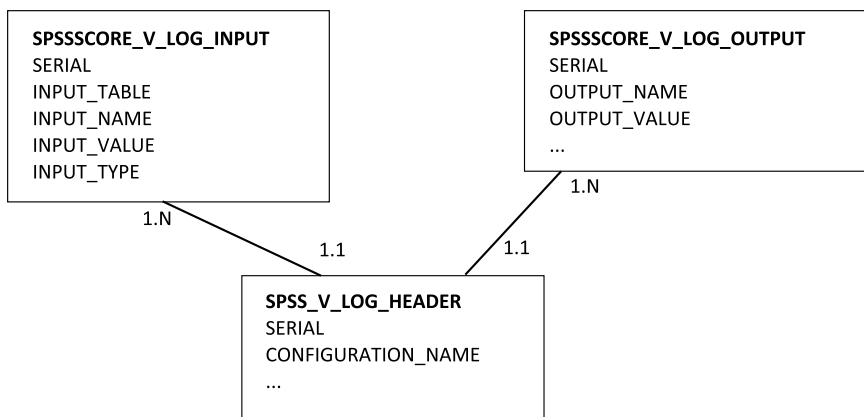 SPSSSCORE_V_LOG_INPUT
SERIAL
INPUT_TABLE
INPUT_NAME
INPUT_VALUE
INPUT_TYPE
SPSSSCORE_V_LOG_OUTPUT
SERIAL
OUTPUT_NAME
OUTPUT_VALUE
...
1.N
1.N
1.1
1.1
SPSS_V_LOG_HEADER
SERIAL
CONFIGURATION_NAME
...